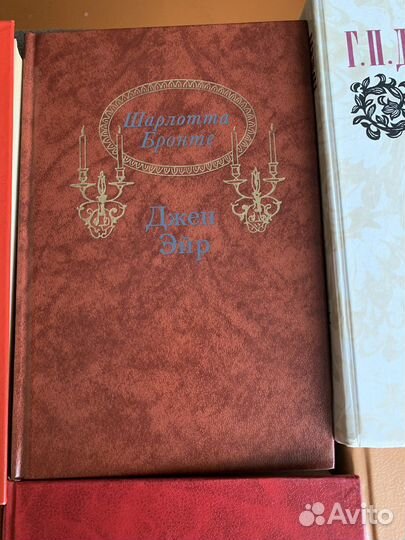 Шарлотта
Бронте
Джен
Эйр
Г.П.Д
Avito